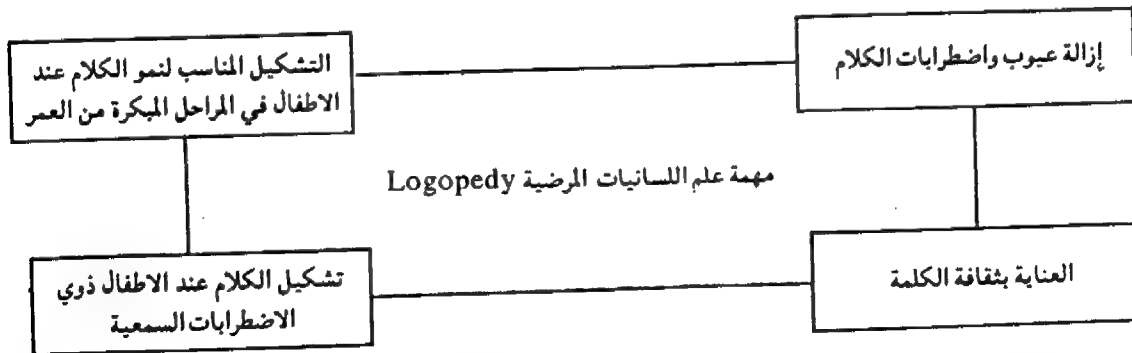 إزالة عيوب واضطرابات الكلام
التشكيل المناسب لنمو الكلام عند
الاطفال في المراحل المبكرة من العمر
مهمة علم اللسانيات المرضية Logopedy
العناية بثقافة الكلمة
تشكيل الكلام عند الاطفال ذوي
الاضطرابات السمعية